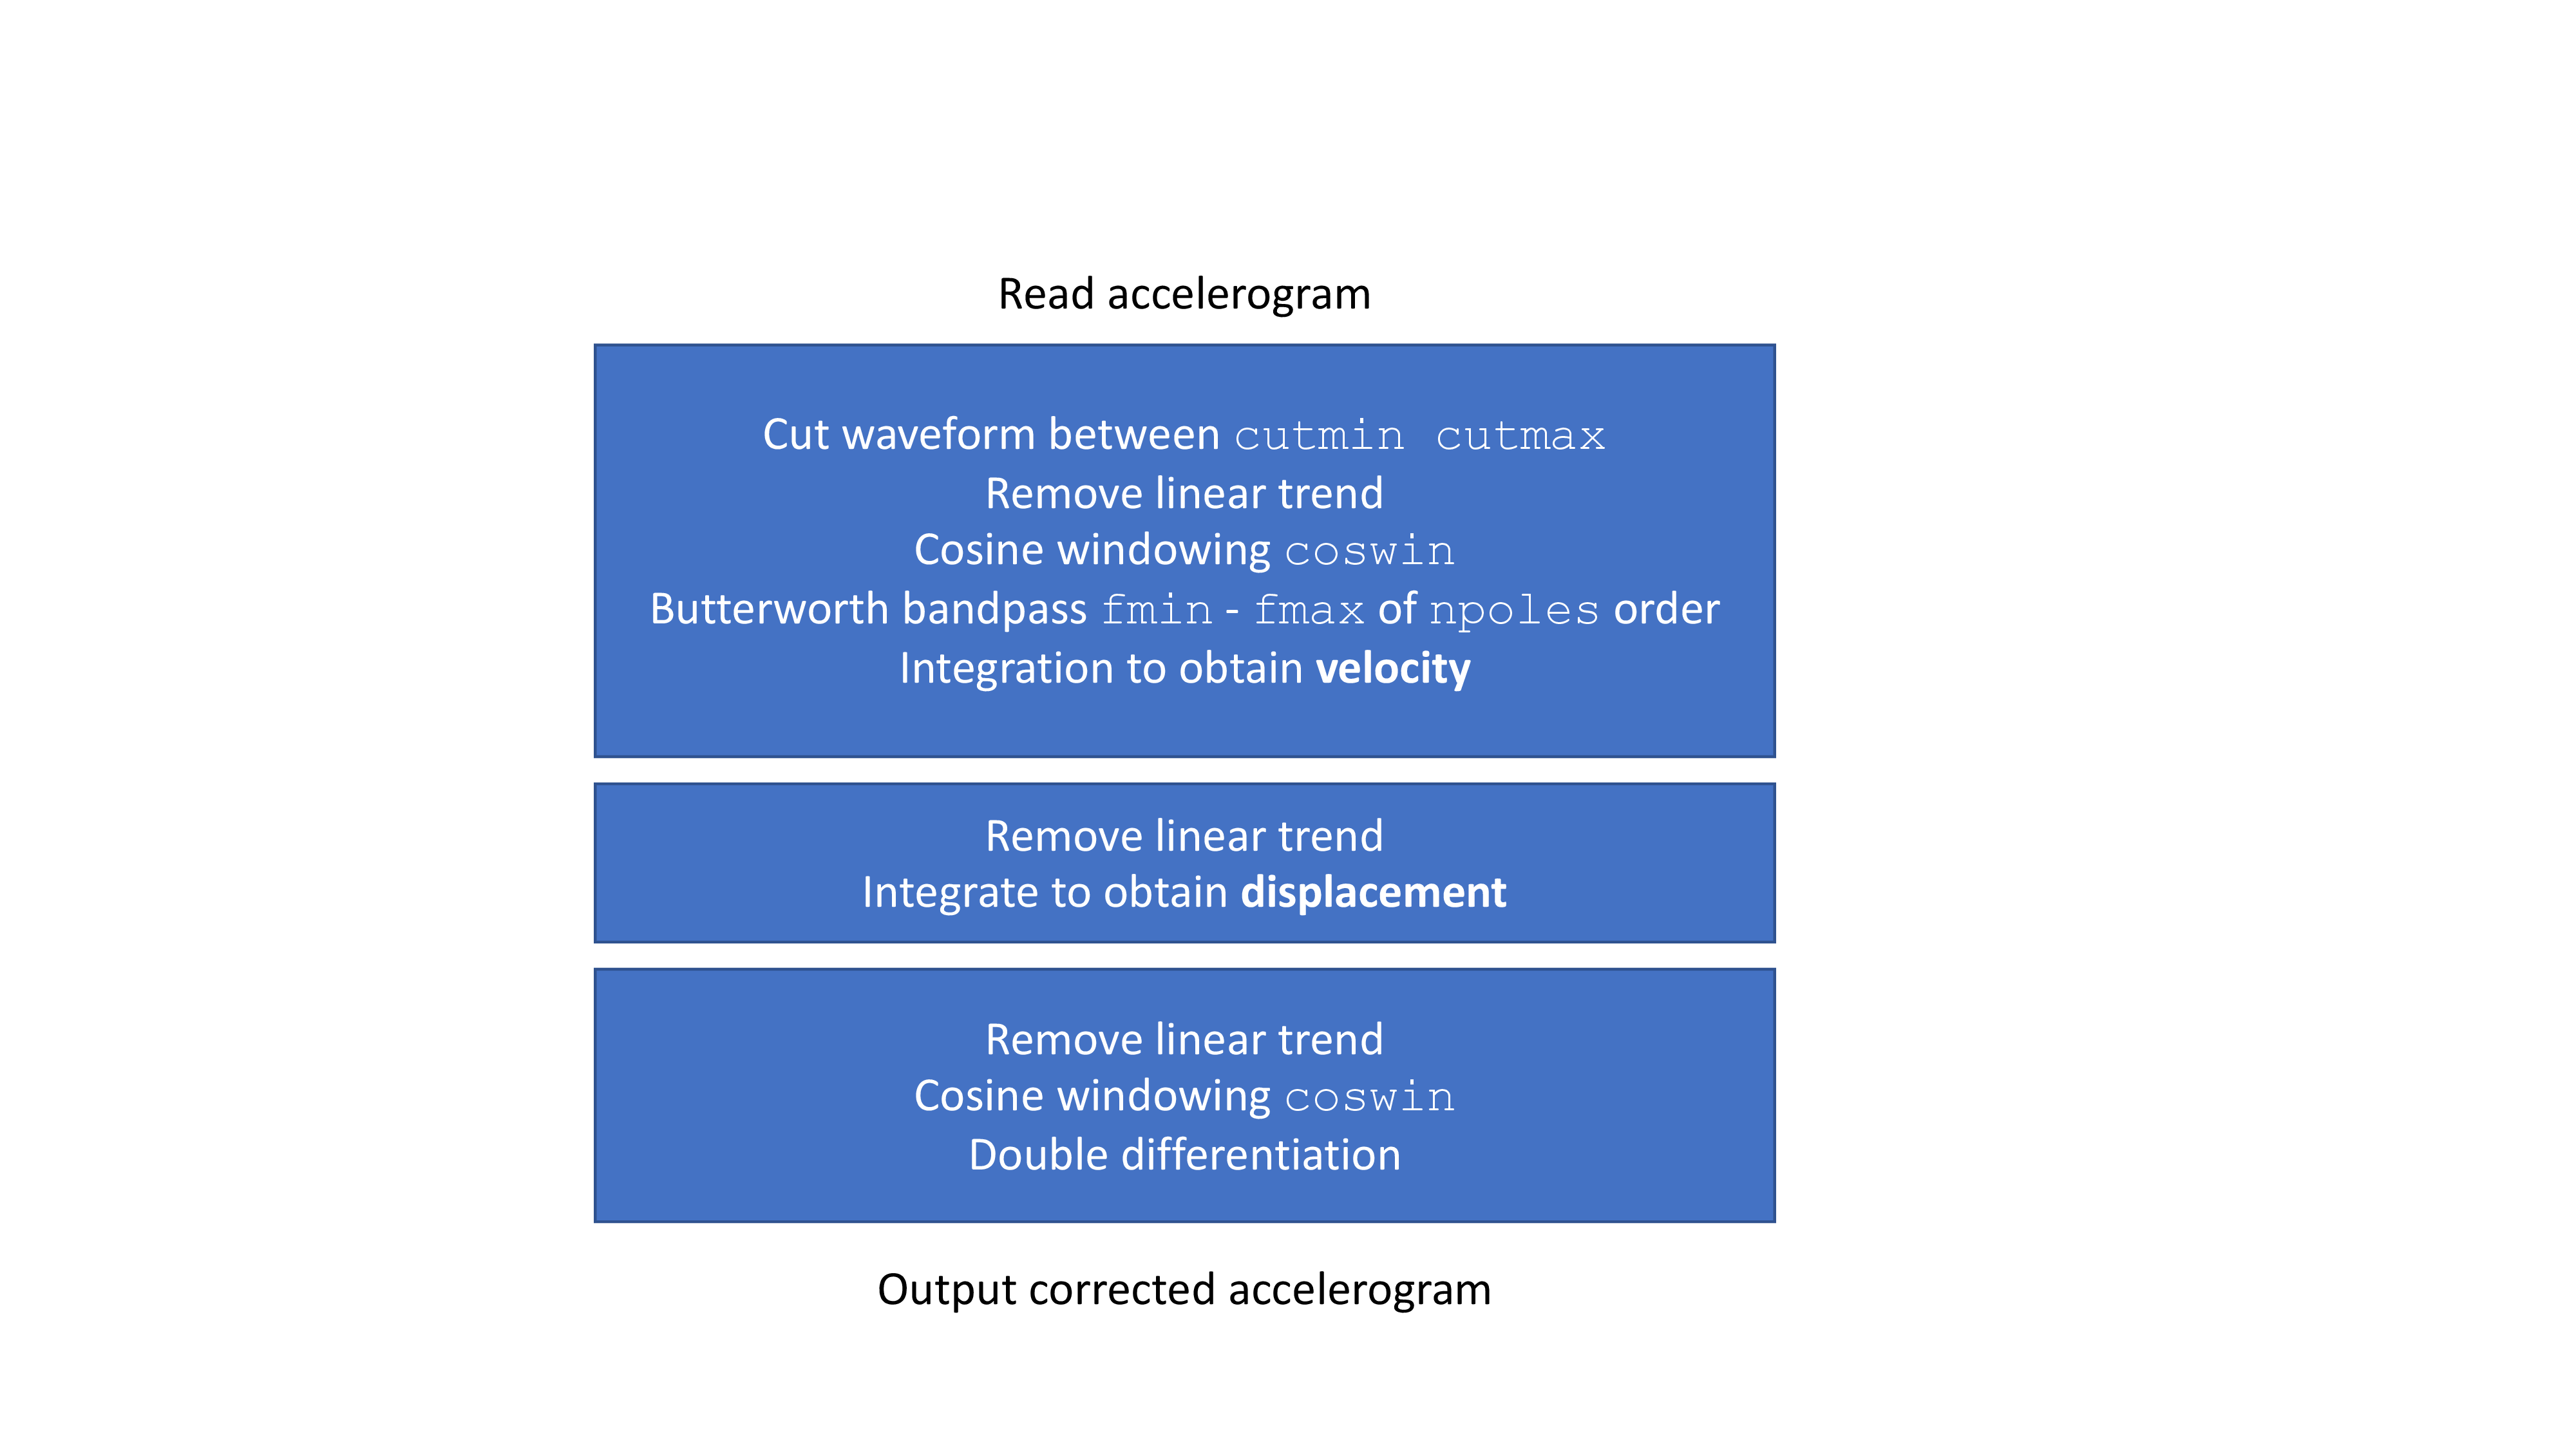 Read accelerogram
Cut waveform between cutmin cutmax
Remove linear trend
Cosine windowing coswin
Butterworth bandpass fmin - fmax of npoles order
Integration to obtain velocity
Remove linear trend
Integrate to obtain displacement
Remove linear trend
Cosine windowing coswin
Double differentiation
Output corrected accelerogram